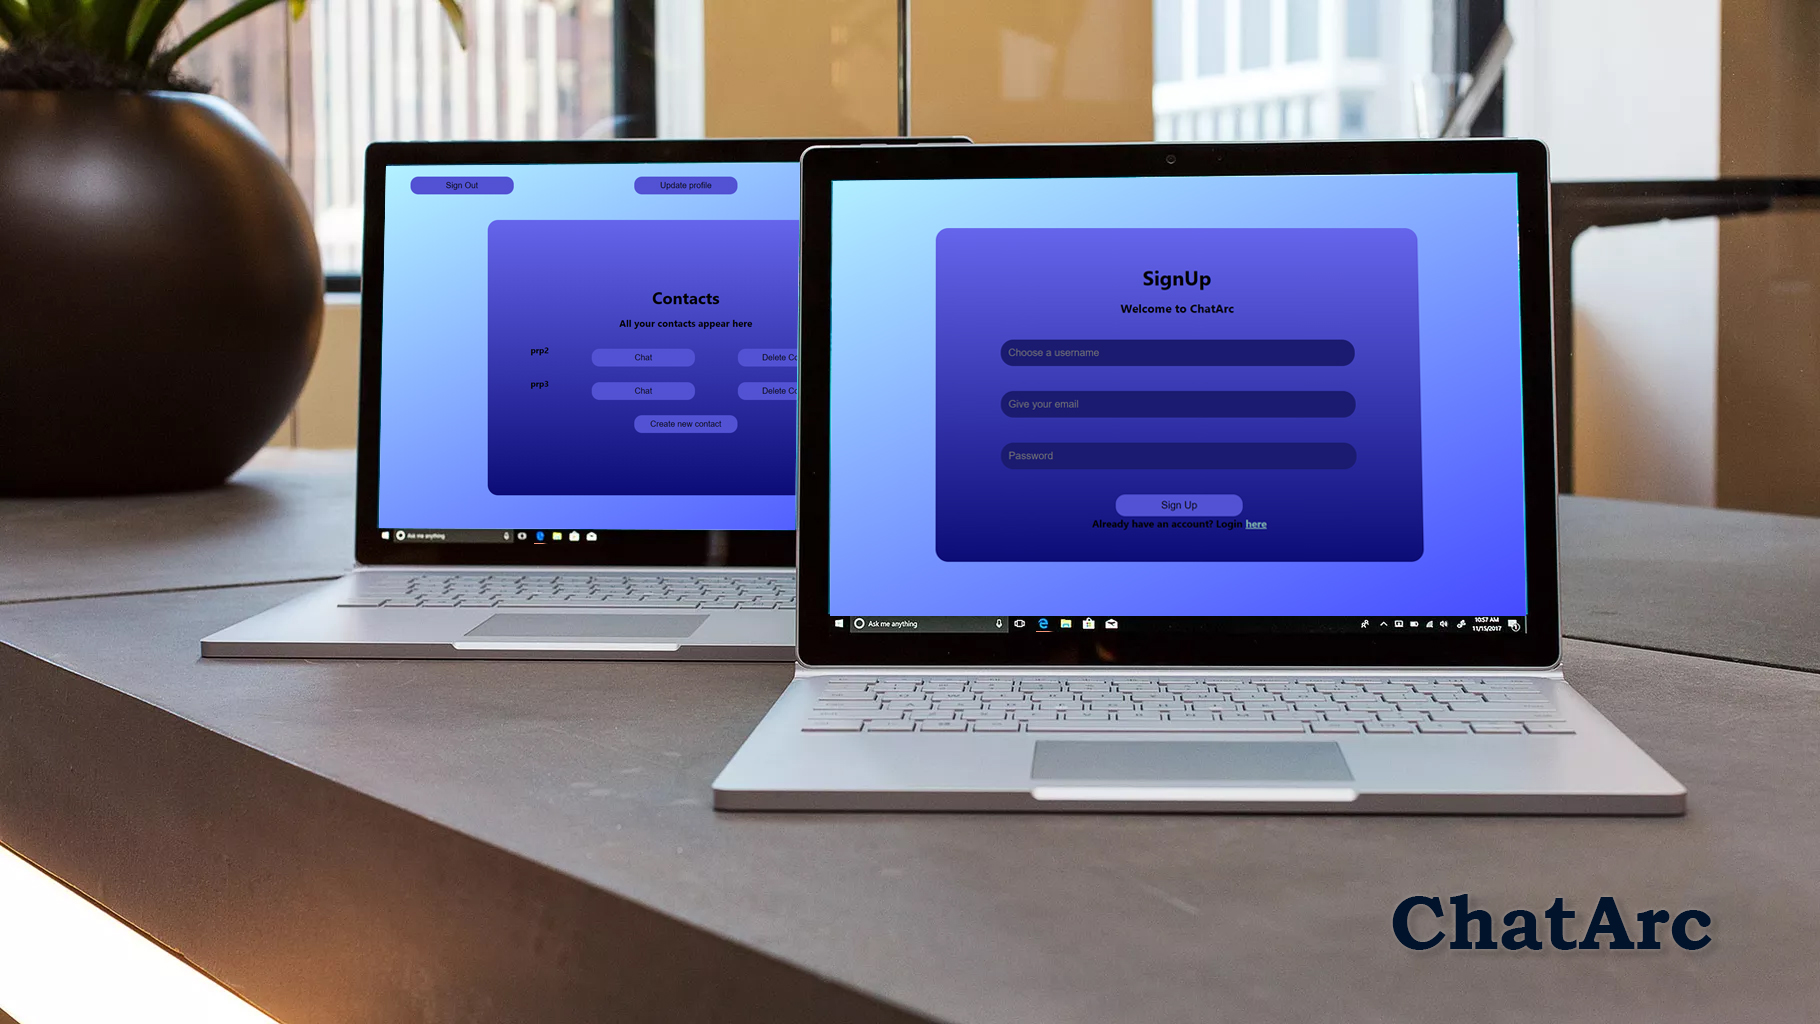 Sign Out
Update profile
Contacts
All your contacts appear here
prp2
Chat
Delete Co
prp3
Chat
Delete Co
Create new contact
Ask me anything
SignUp
Welcome to ChatArc
Choose a username
Give your email
Password
Sign Up
Already have an account? Login here
Ask me anything
10:57 AM
11/15/2017
ChatArc